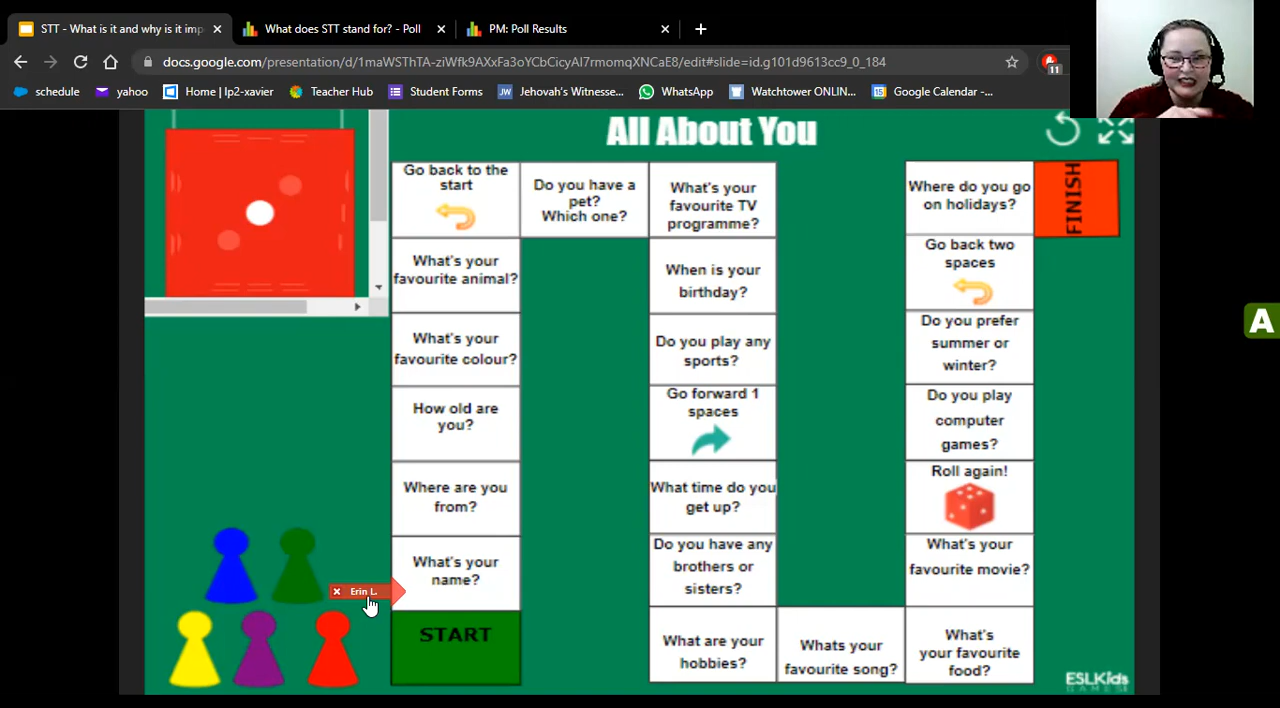 STT - What is it and why is it imp
What does STT stand for? - Poll
PM: Poll Results
docs.google.com/presentation/d/1maWSThTA-ziWft9AXxFa3oYCbCicyAl7rmomqXNCaE8/edit#slide=id.g101d9613cc9_0_184
11
schedule
yahoo
Home | lp2-xavier
Teacher Hub
Student Forms
JW
Jehovah's Witnesse...
WhatsApp
Watchtower ONLIN...
15
Google Calendar -...
All About You
Go back to the
start
Do you have a
pet?
Which one?
What's your
favourite TV
programme?
Where do you go
on holidays?
FINISH
What's your
favourite animal?
When is your
birthday?
Go back two
spaces
What's your
favourite colour?
Do you play any
sports?
Do you prefer
summer or
winter?
How old are
you?
Go forward 1
spaces
Do you play
computer
games?
Where are you
from?
What time do you
get up?
Roll again!
What's your
name?
Do you have any
brothers or
sisters?
What's your
favourite movie?
Erin L.
START
What are your
hobbies?
Whats your
favourite song?
What's
your favourite
food?
ESLKids
GAMES
A